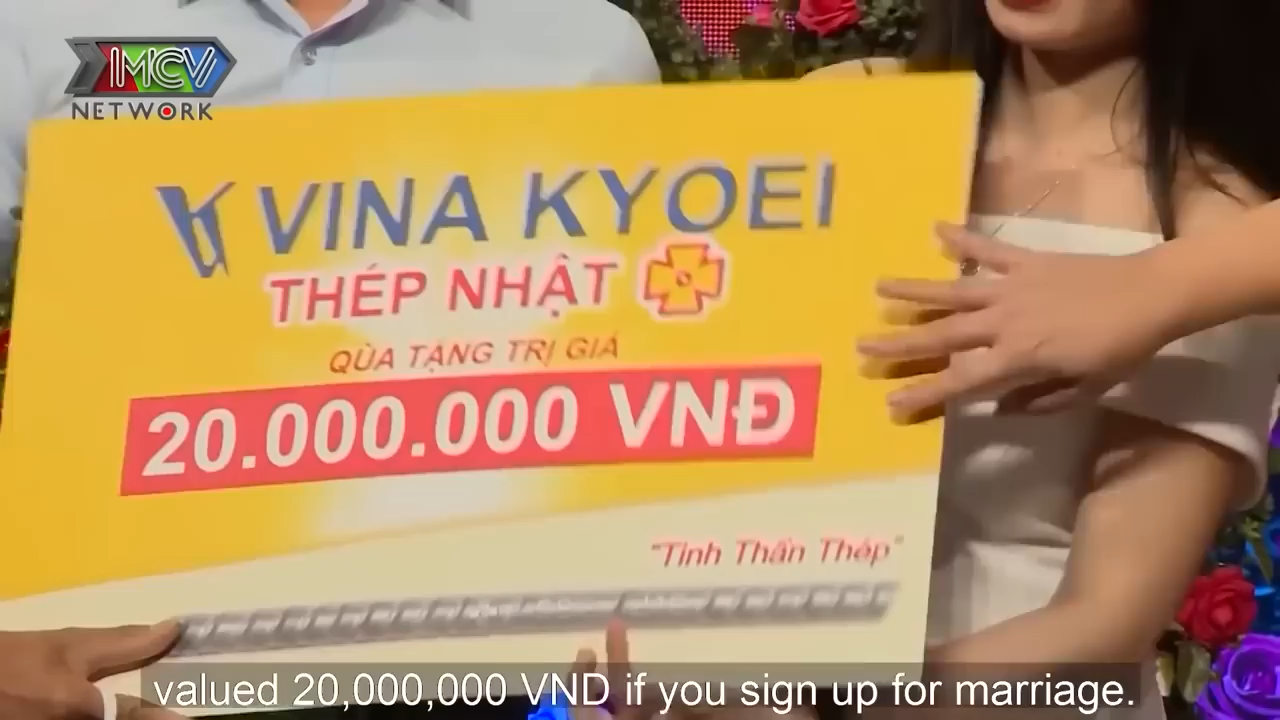 MCV
NETWORK
VINA KYOEI
THÉP NHẬT
QÙA TẶNG TRỊ GIÁ
20.000.000 VNĐ
"Tinh Thần Thép"
valued 20,000,000 VND if you sign up for marriage.